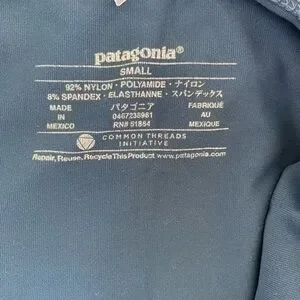 patagonia®
SMALL
92% NYLON · POLYAMIDE · ナイロン
8% SPANDEX · ELASTHANNE · スパンデックス
MADE IN MEXICO
パタゴニア
0467238981
RN# 51884
FABRIQUÉ AU MEXIQUE
COMMON THREADS
INITIATIVE
Repair, Reuse, Recycle This Product www.patagonia.com